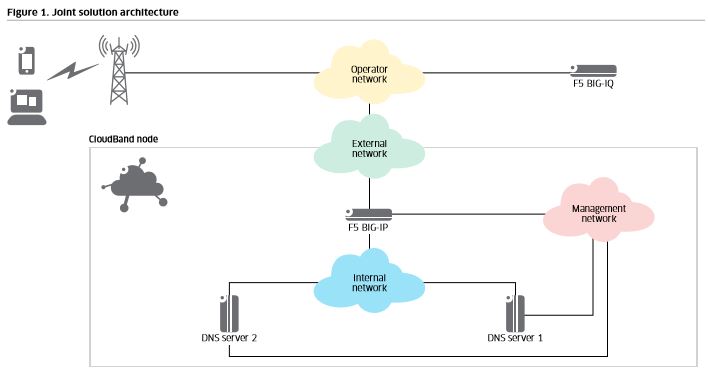 Figure 1. Joint solution architecture
Operator
network
F5 BIG-IQ
CloudBand node
External
network
Management
network
F5 BIG-IP
Internal
network
DNS server 2
DNS server 1